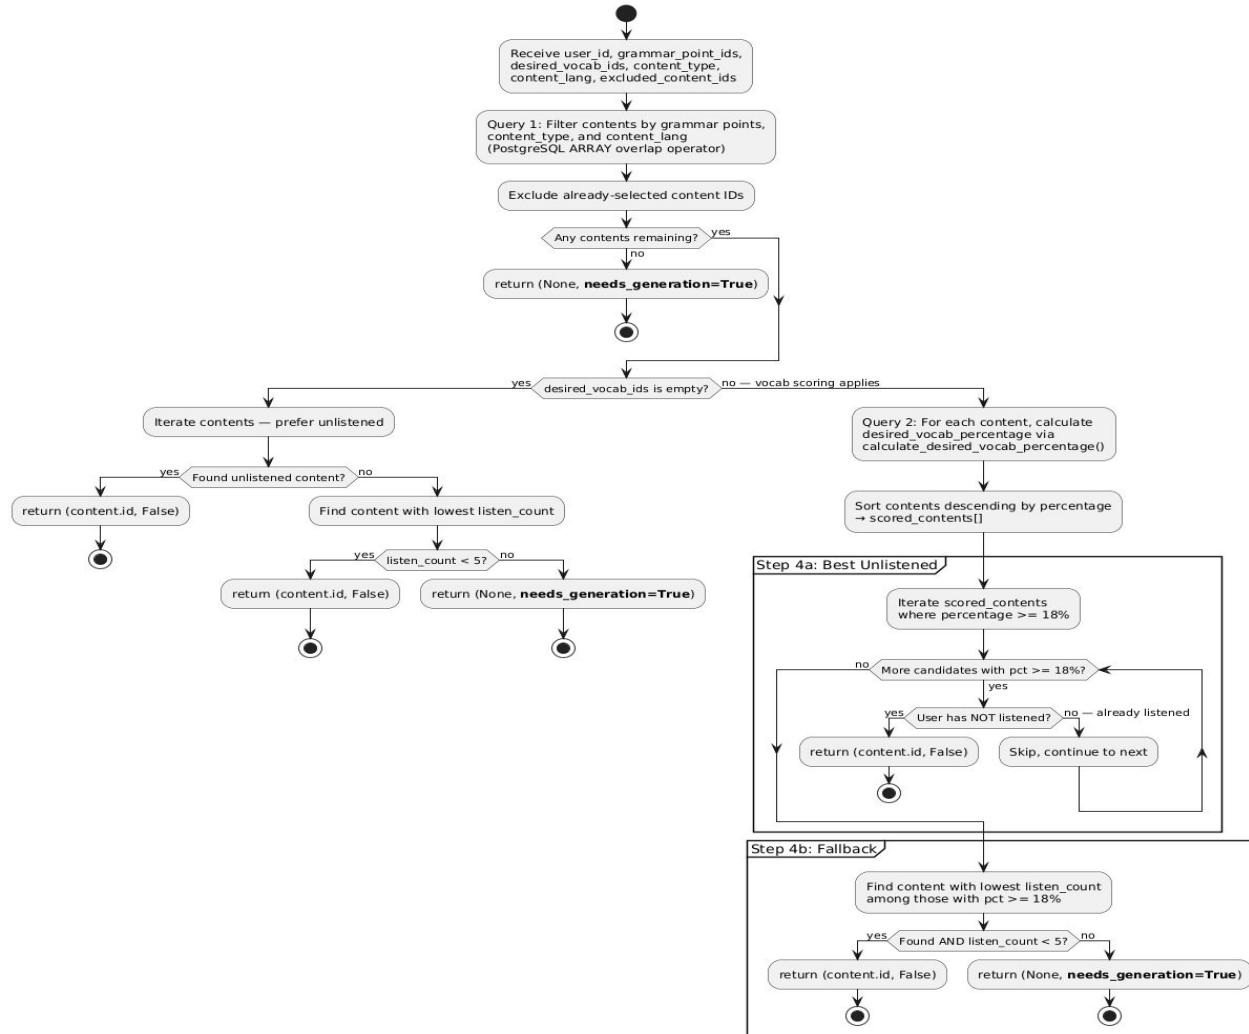 Receive user_id, grammar_point_ids,
desired_vocab_ids, content_type,
content_lang, excluded_content_ids
Query 1: Filter contents by grammar points,
content_type, and content_lang
(PostgreSQL ARRAY overlap operator)
Exclude already-selected content IDs
Any contents remaining?
yes
no
return (None, needs_generation=True)
yes
desired_vocab_ids is empty?
no — vocab scoring applies
Iterate contents — prefer unlistened
yes
Found unlistened content?
no
return (content.id, False)
Find content with lowest listen_count
yes
listen_count < 5?
no
return (content.id, False)
return (None, needs_generation=True)
Query 2: For each content, calculate
desired_vocab_percentage via
calculate_desired_vocab_percentage()
Sort contents descending by percentage
→ scored_contents[]
Step 4a: Best Unlistened
Iterate scored_contents
where percentage >= 18%
no
More candidates with pct >= 18%?
yes
yes
User has NOT listened?
no — already listened
return (content.id, False)
Skip, continue to next
Step 4b: Fallback
Find content with lowest listen_count
among those with pct >= 18%
yes
Found AND listen_count < 5?
no
return (content.id, False)
return (None, needs_generation=True)